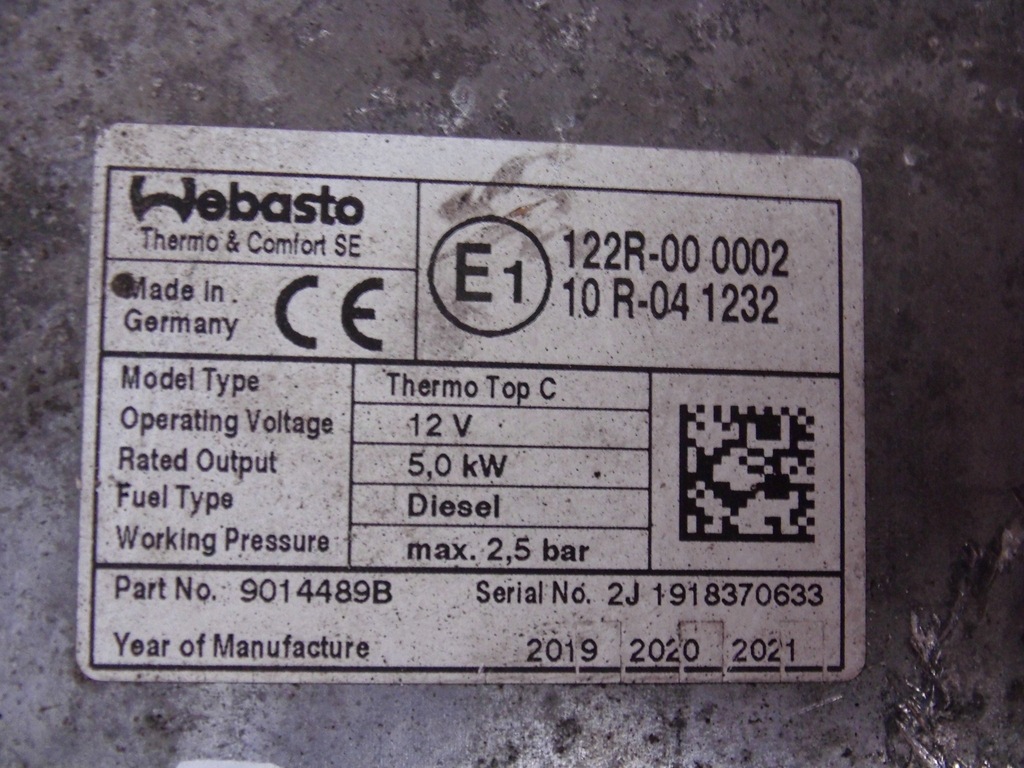 Webasto
Thermo & Comfort SE
Made in
Germany
CE
E1
122R-00 0002
10 R-04 1232
Model Type Thermo Top C
Operating Voltage 12 V
Rated Output 5,0 kW
Fuel Type Diesel
Working Pressure max. 2,5 bar
Part No. 9014489B Serial No. 2J 1918370633
Year of Manufacture 2019 2020 2021